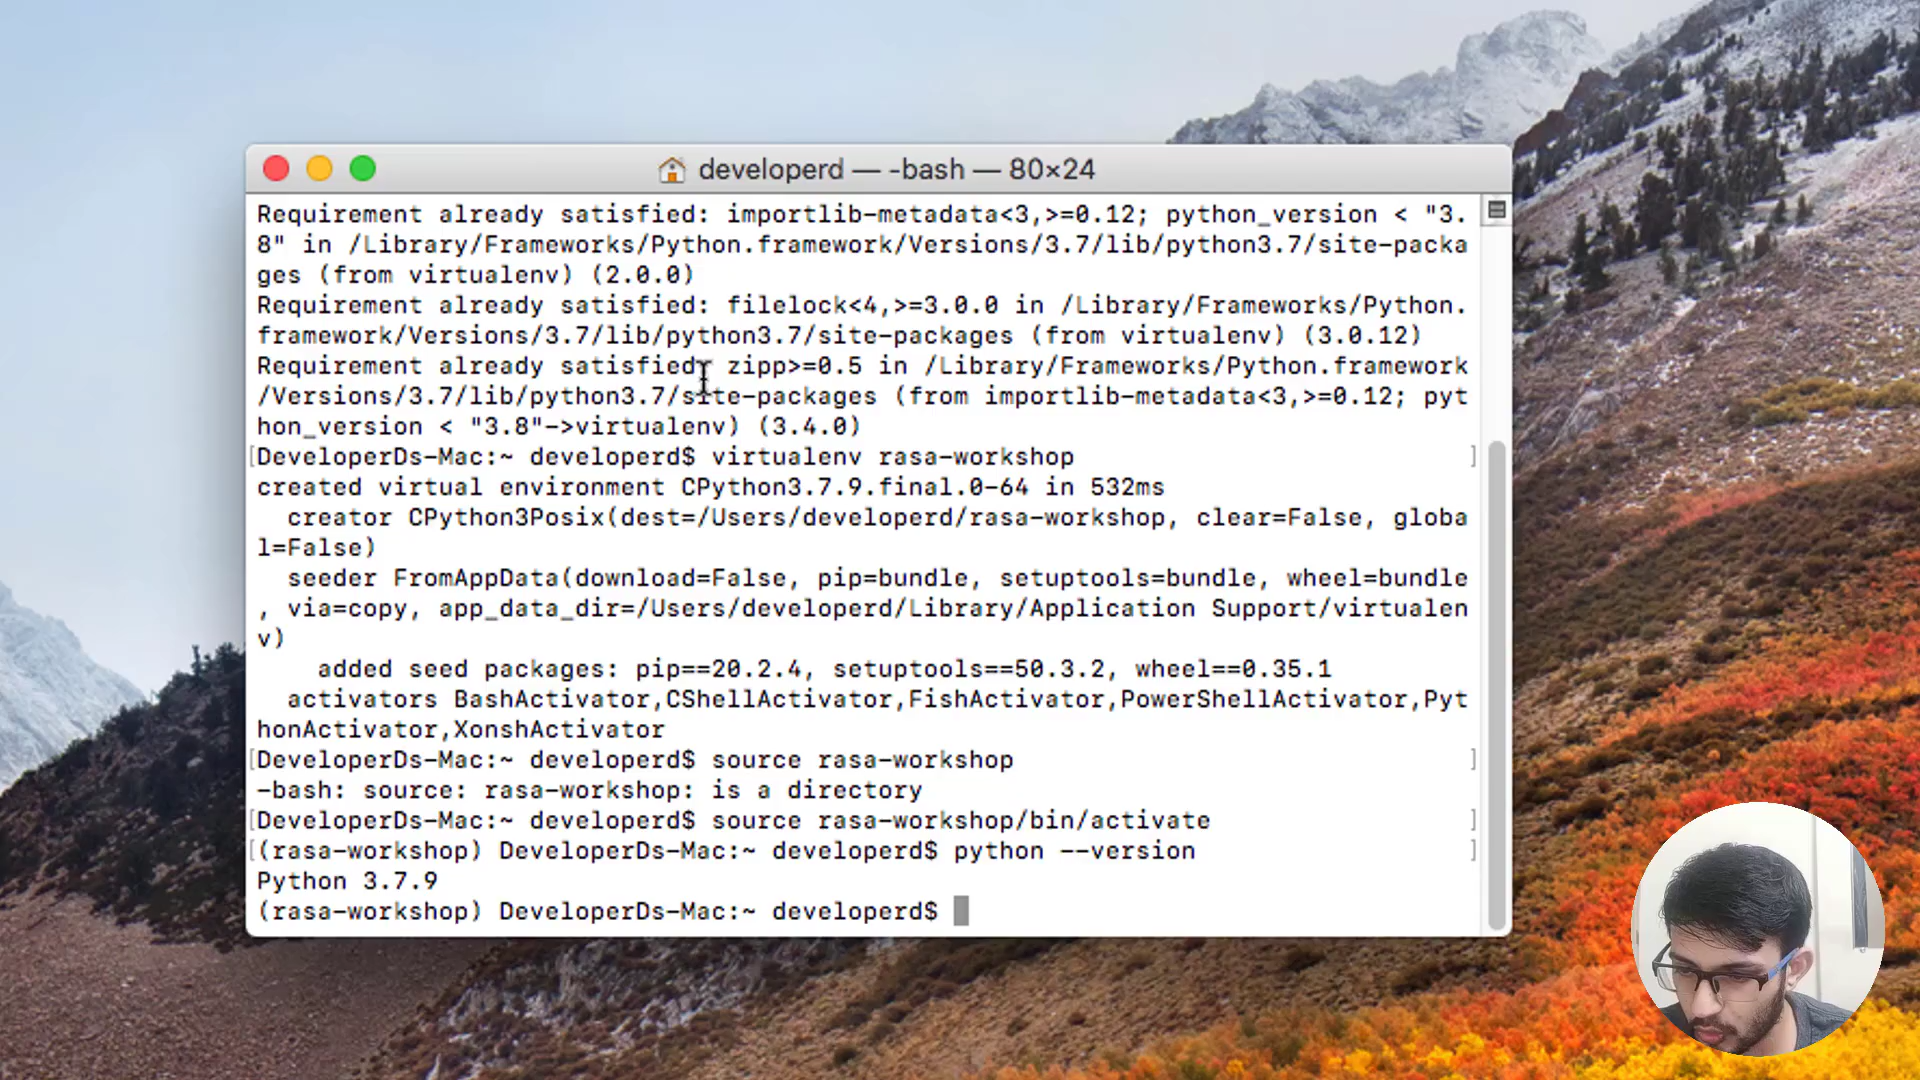 developerd — -bash — 80×24
Requirement already satisfied: importlib-metadata<3,>=0.12; python_version < "3.
8" in /Library/Frameworks/Python.framework/Versions/3.7/lib/python3.7/site-packa
ges (from virtualenv) (2.0.0)
Requirement already satisfied: filelock<4,>=3.0.0 in /Library/Frameworks/Python.
framework/Versions/3.7/lib/python3.7/site-packages (from virtualenv) (3.0.12)
Requirement already satisfied: zipp>=0.5 in /Library/Frameworks/Python.framework
/Versions/3.7/lib/python3.7/site-packages (from importlib-metadata<3,>=0.12; pyt
hon_version < "3.8"->virtualenv) (3.4.0)
[DeveloperDs-Mac:~ developerd$ virtualenv rasa-workshop ]
created virtual environment CPython3.7.9.final.0-64 in 532ms
  creator CPython3Posix(dest=/Users/developerd/rasa-workshop, clear=False, globa
l=False)
  seeder FromAppData(download=False, pip=bundle, setuptools=bundle, wheel=bundle
, via=copy, app_data_dir=/Users/developerd/Library/Application Support/virtualen
v)
    added seed packages: pip==20.2.4, setuptools==50.3.2, wheel==0.35.1
  activators BashActivator,CShellActivator,FishActivator,PowerShellActivator,Pyt
honActivator,XonshActivator
[DeveloperDs-Mac:~ developerd$ source rasa-workshop ]
-bash: source: rasa-workshop: is a directory
[DeveloperDs-Mac:~ developerd$ source rasa-workshop/bin/activate ]
[(rasa-workshop) DeveloperDs-Mac:~ developerd$ python --version ]
Python 3.7.9
(rasa-workshop) DeveloperDs-Mac:~ developerd$